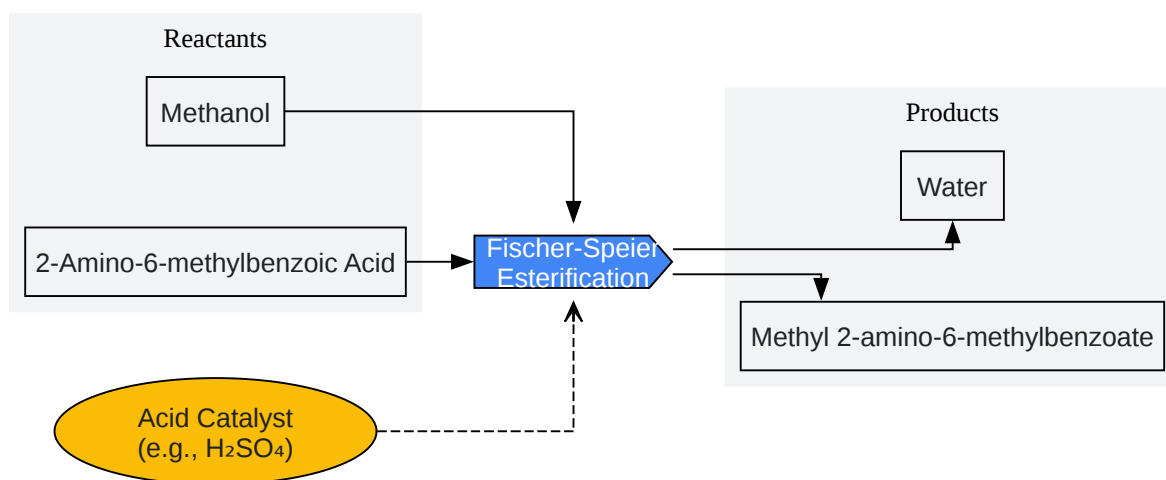 Reactants
Methanol
2-Amino-6-methylbenzoic Acid
Fischer-Speier
Esterification
Acid Catalyst
(e.g., H₂SO₄)
Products
Water
Methyl 2-amino-6-methylbenzoate